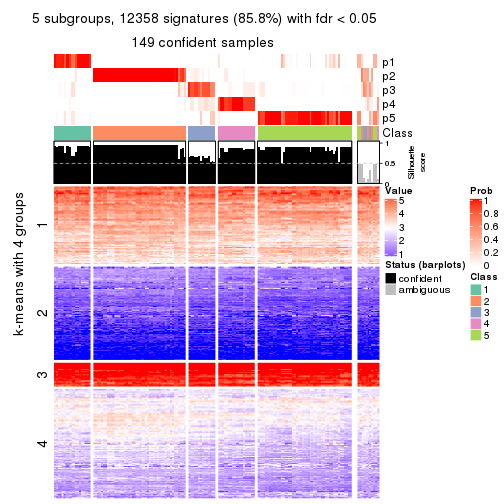 5 subgroups, 12358 signatures (85.8%) with fdr < 0.05
149 confident samples
p1
p2
p3
p4
p5
Class
1
0.5
0
Silhouette
score
k-means with 4 groups
1
2
3
4
Value
5
4
3
2
1
Status (barplots)
confident
ambiguous
Prob
1
0.8
0.6
0.4
0.2
0
Class
1
2
3
4
5